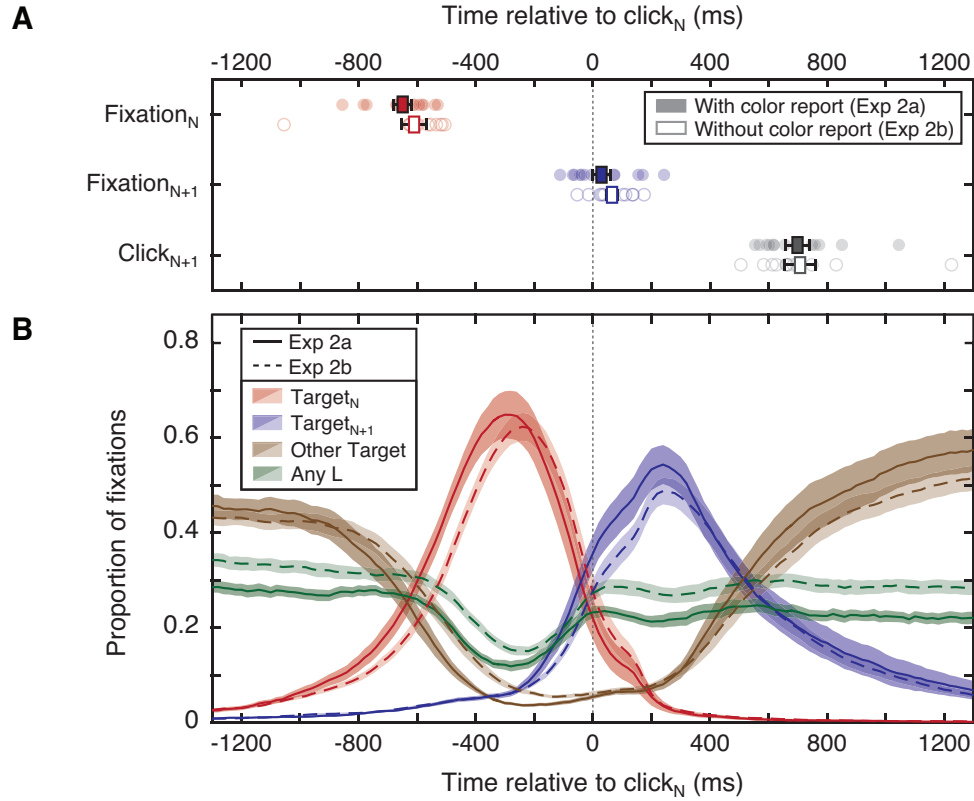 A
Time relative to click_N (ms)
-1200 -800 -400 0 400 800 1200
Fixation_N
With color report (Exp 2a)
Without color report (Exp 2b)
Fixation_N+1
Click_N+1
B
0.8
Exp 2a
Exp 2b
Target_N
Target_N+1
Other Target
Any L
0.6
0.4
0.2
0
Proportion of fixations
-1200 -800 -400 0 400 800 1200
Time relative to click_N (ms)